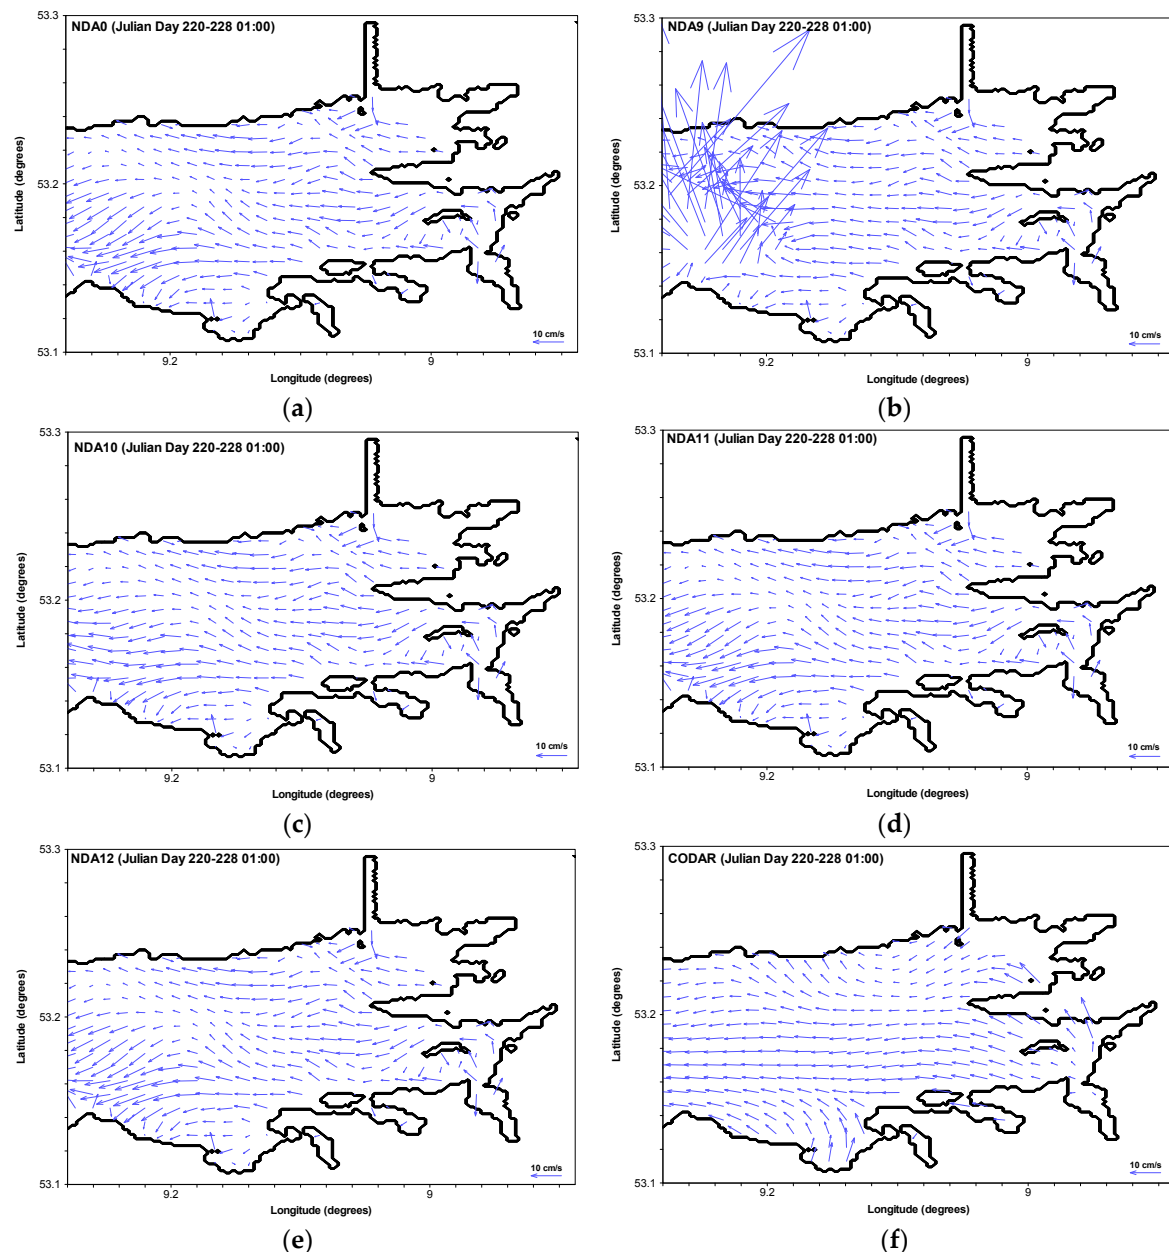 NDA0 (Julian Day 220-228 01:00)
53.3
53.2
53.1
Latitude (degrees)
9.2
9
Longitude (degrees)
10 cm/s
(a)
NDA9 (Julian Day 220-228 01:00)
53.3
53.2
53.1
Latitude (degrees)
9.2
9
Longitude (degrees)
10 cm/s
(b)
NDA10 (Julian Day 220-228 01:00)
53.3
53.2
53.1
Latitude (degrees)
9.2
9
Longitude (degrees)
10 cm/s
(c)
NDA11 (Julian Day 220-228 01:00)
53.3
53.2
53.1
Latitude (degrees)
9.2
9
Longitude (degrees)
10 cm/s
(d)
NDA12 (Julian Day 220-228 01:00)
53.3
53.2
53.1
Latitude (degrees)
9.2
9
Longitude (degrees)
10 cm/s
(e)
CODAR (Julian Day 220-228 01:00)
53.3
53.2
53.1
Latitude (degrees)
9.2
9
Longitude (degrees)
10 cm/s
(f)